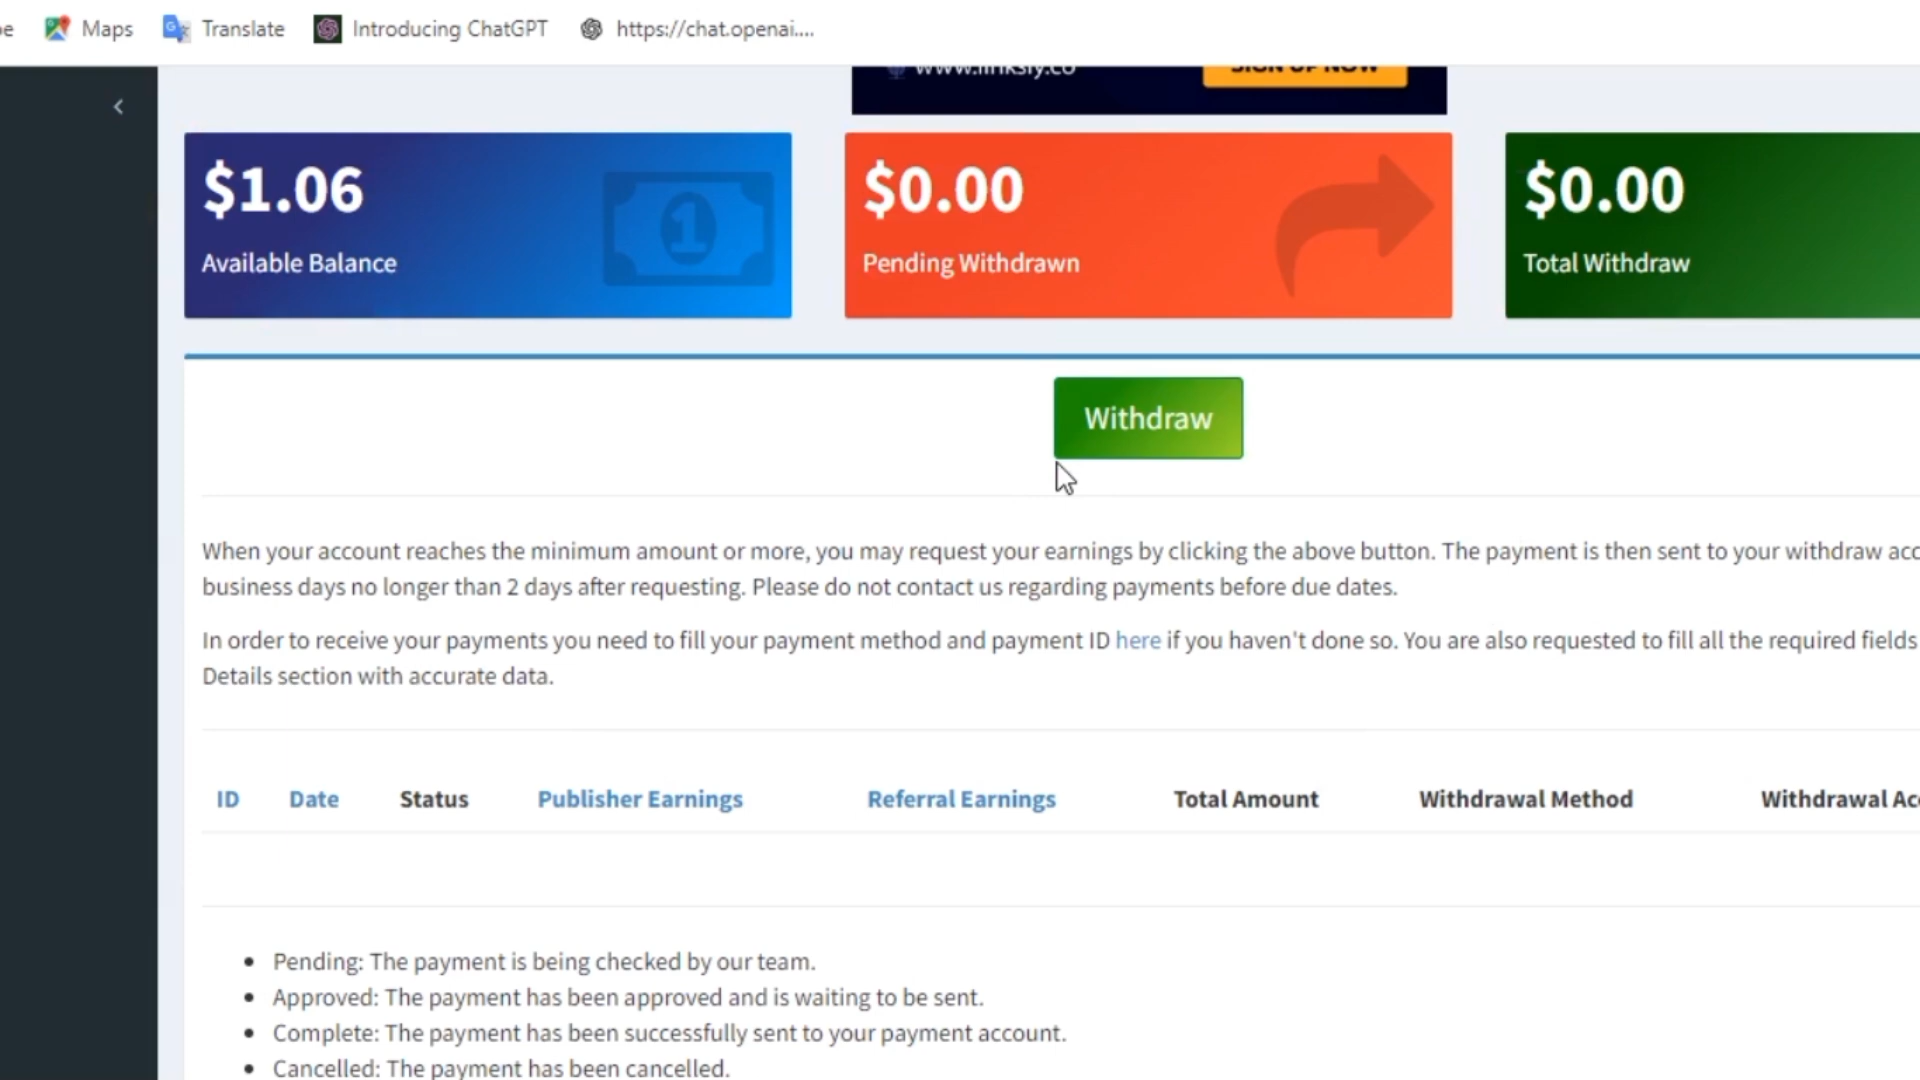 Maps Translate Introducing ChatGPT https://chat.openai....
www.linksly.co SIGN UP NOW
$1.06 $0.00 $0.00
Available Balance Pending Withdrawn Total Withdraw
1
Withdraw
When your account reaches the minimum amount or more, you may request your earnings by clicking the above button. The payment is then sent to your withdraw
business days no longer than 2 days after requesting. Please do not contact us regarding payments before due dates.
In order to receive your payments you need to fill your payment method and payment ID here if you haven't done so. You are also requested to fill all the required fields
Details section with accurate data.
ID Date Status Publisher Earnings Referral Earnings Total Amount Withdrawal Method Withdrawal
• Pending: The payment is being checked by our team.
• Approved: The payment has been approved and is waiting to be sent.
• Complete: The payment has been successfully sent to your payment account.
• Cancelled: The payment has been cancelled.